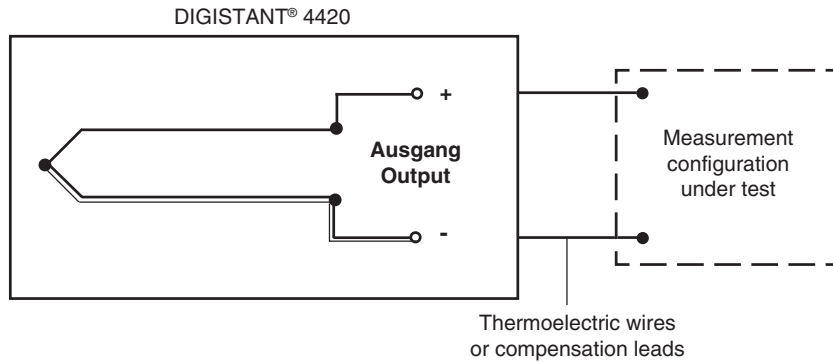 DIGISTANT® 4420
+
Ausgang
Output
-
Measurement
configuration
under test
Thermoelectric wires
or compensation leads